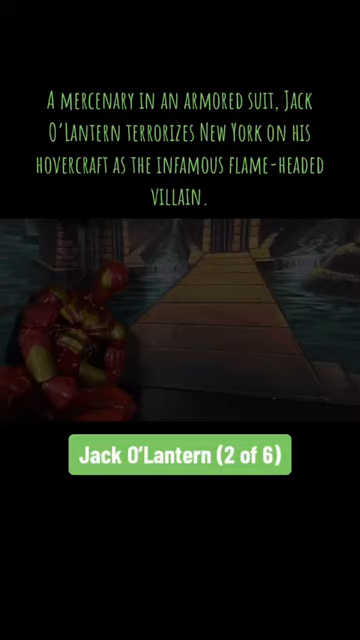 A mercenary in an armored suit, Jack
O'Lantern terrorizes New York on his
hovercraft as the infamous flame-headed
villain.
Jack O'Lantern (2 of 6)